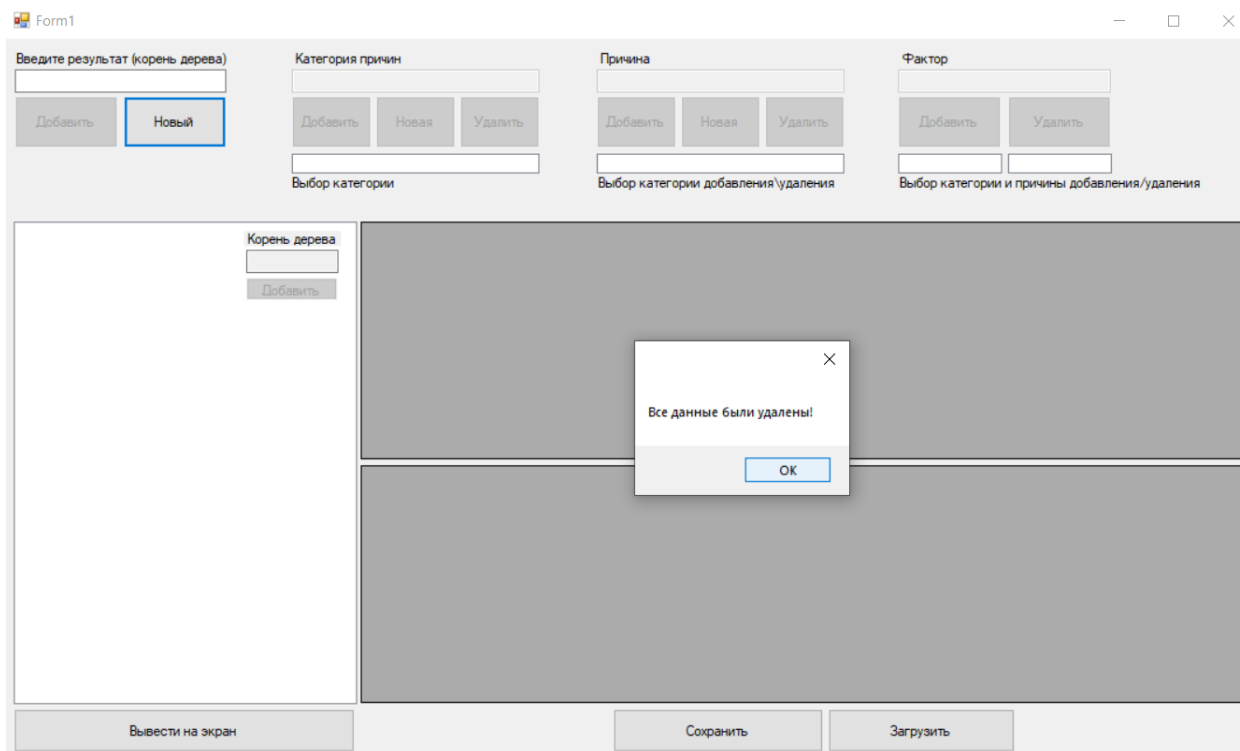 Form1
Введите результат (корень дерева)
Категория причин
Причина
Фактор
Добавить
Новый
Добавить
Новая
Удалить
Добавить
Новая
Удалить
Добавить
Удалить
Выбор категории
Выбор категории добавления\удаления
Выбор категории и причины добавления/удаления
Корень дерева
Добавить
Все данные были удалены!
OK
Вывести на экран
Сохранить
Загрузить